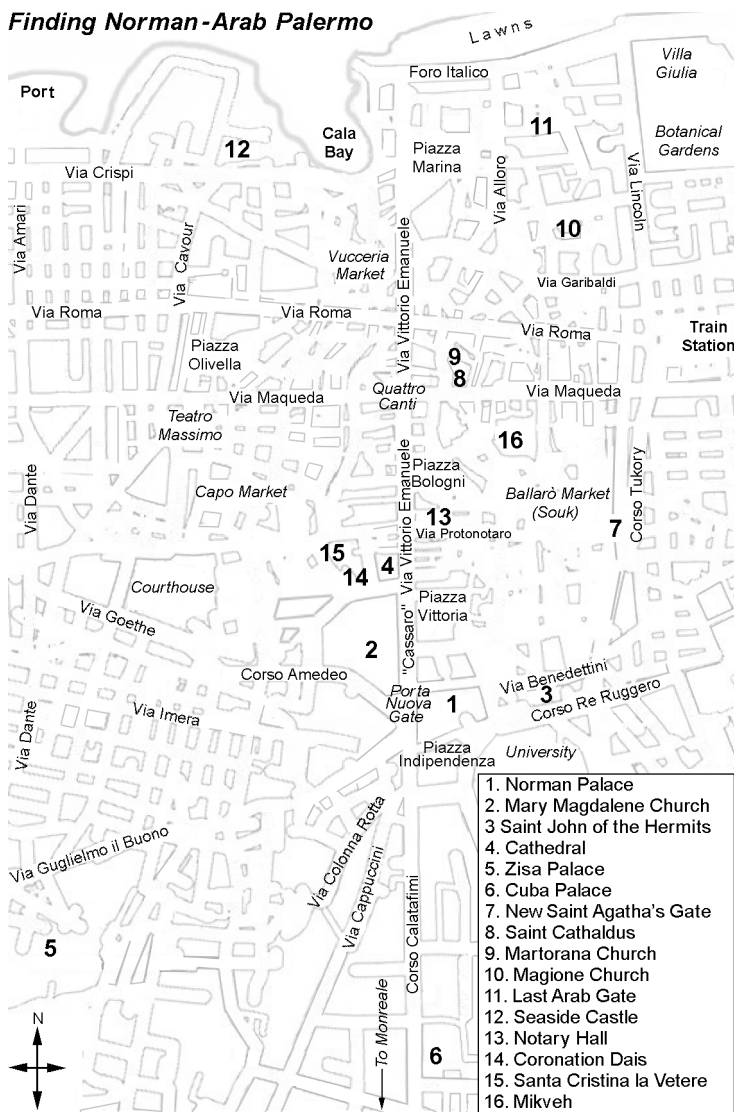 Finding Norman-Arab Palermo
Lawns
Foro Italico
Villa
Giulia
Port
Cala
Bay
12
11
Piazza
Marina
Botanical
Gardens
Via Crispi
Via Alloro
Via Lincoln
Via Amari
Via Cavour
Vucceria
Market
Via Vittorio Emanuele
10
Via Garibaldi
Via Roma
Via Roma
Via Roma
Train
Station
Piazza
Olivella
9
8
Via Maqueda
Quattro
Canti
Via Maqueda
Teatro
Massimo
16
Via Dante
Capo Market
Piazza
Bologni
Ballarò Market
(Souk)
Corso Tukory
13
Via Protonotaro
7
15
14
4
"Cassaro" Via Vittorio Emanuele
Courthouse
Piazza
Vittoria
Via Goethe
2
Corso Amedeo
Via Benedettini
3
Corso Re Ruggero
Porta
Nuova
Gate
1
Via Dante
Via Imera
Piazza
Indipendenza
University
Via Guglielmo il Buono
Via Colonna Rotta
Via Cappuccini
Corso Calatafimi
5
6
To Monreale
N
1. Norman Palace
2. Mary Magdalene Church
3 Saint John of the Hermits
4. Cathedral
5. Zisa Palace
6. Cuba Palace
7. New Saint Agatha's Gate
8. Saint Cathaldus
9. Martorana Church
10. Magione Church
11. Last Arab Gate
12. Seaside Castle
13. Notary Hall
14. Coronation Dais
15. Santa Cristina la Vetere
16. Mikveh